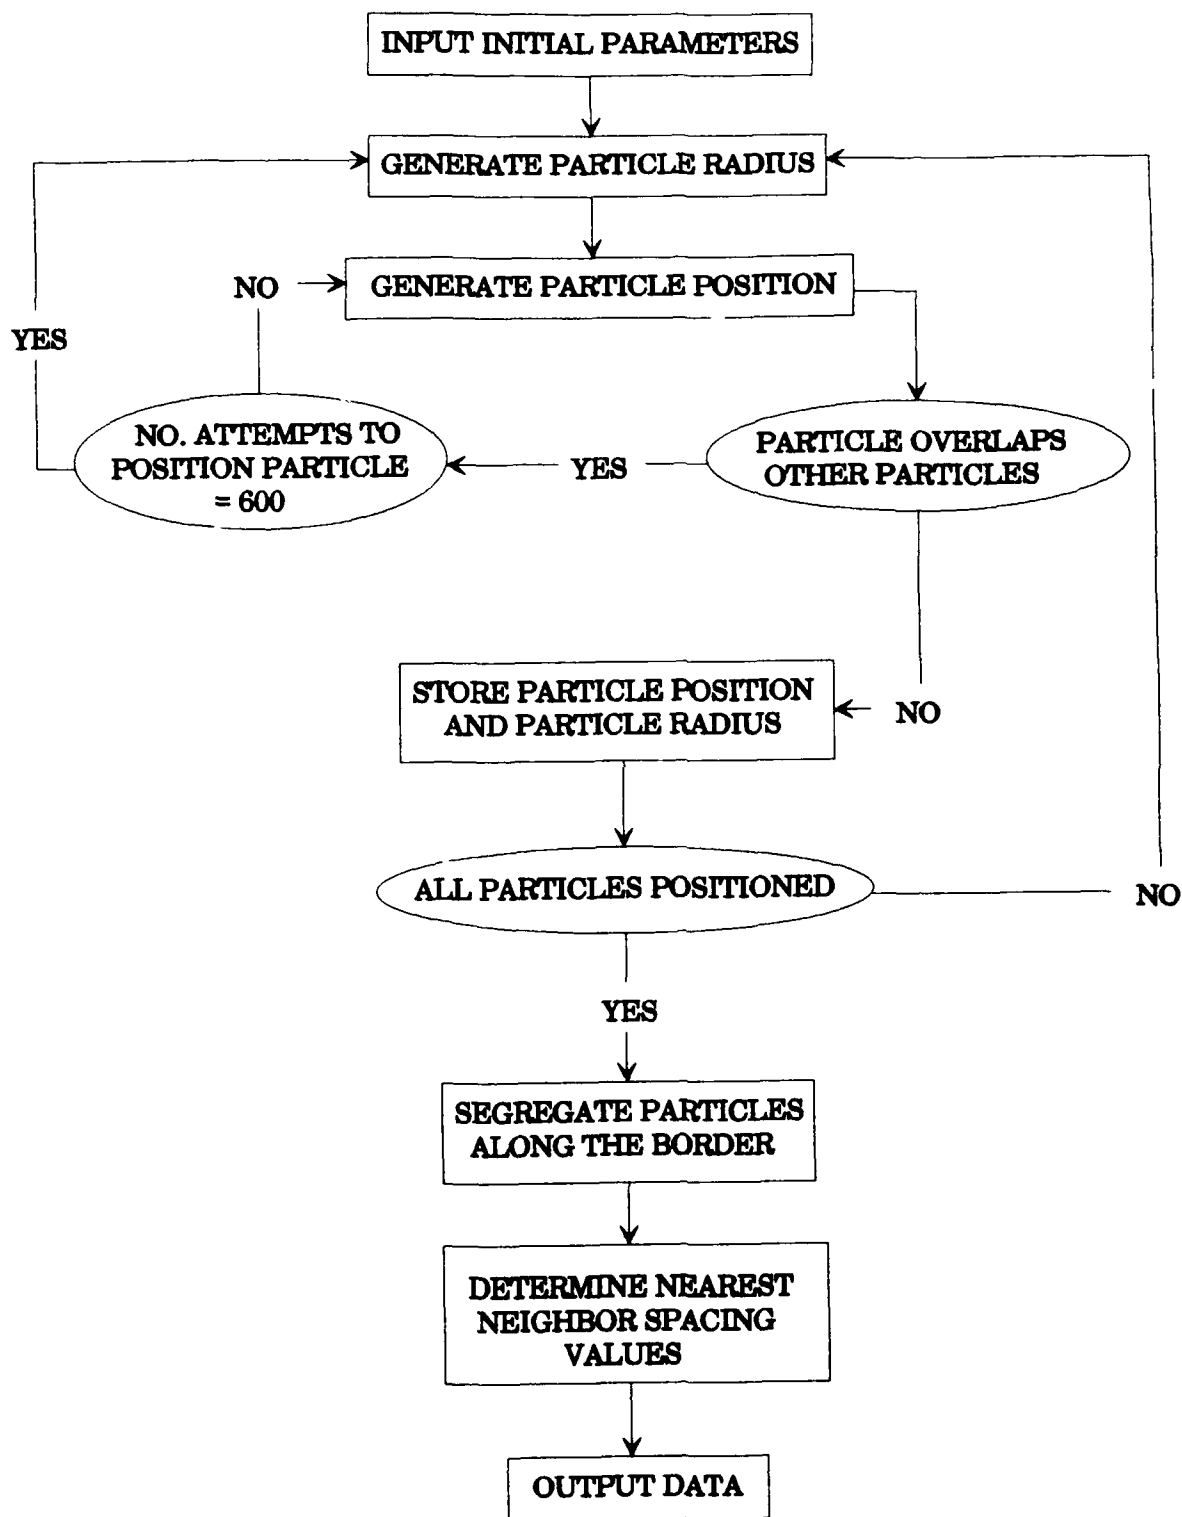 INPUT INITIAL PARAMETERS
GENERATE PARTICLE RADIUS
NO
GENERATE PARTICLE POSITION
YES
NO. ATTEMPTS TO
POSITION PARTICLE
= 600
YES
PARTICLE OVERLAPS
OTHER PARTICLES
STORE PARTICLE POSITION
AND PARTICLE RADIUS
NO
ALL PARTICLES POSITIONED
NO
YES
SEGREGATE PARTICLES
ALONG THE BORDER
DETERMINE NEAREST
NEIGHBOR SPACING
VALUES
OUTPUT DATA